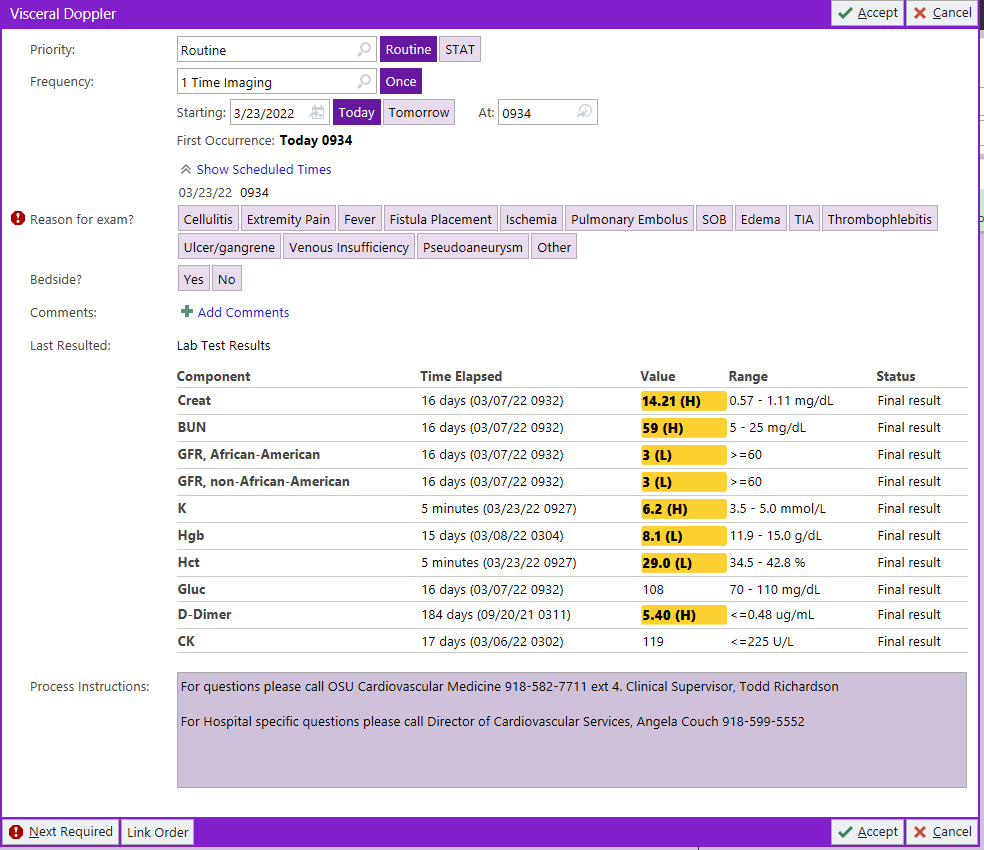 Visceral Doppler Accept Cancel
Priority: Routine Routine STAT
Frequency: 1 Time Imaging Once
Starting: 3/23/2022 Today Tomorrow At: 0934
First Occurrence: Today 0934
Show Scheduled Times
03/23/22 0934
Reason for exam? Cellulitis Extremity Pain Fever Fistula Placement Ischemia Pulmonary Embolus SOB Edema TIA Thrombophlebitis
Ulcer/gangrene Venous Insufficiency Pseudoaneurysm Other
Bedside? Yes No
Comments: Add Comments
Last Resulted: Lab Test Results
Component Time Elapsed Value Range Status
Creat 16 days (03/07/22 0932) 14.21 (H) 0.57 - 1.11 mg/dL Final result
BUN 16 days (03/07/22 0932) 59 (H) 5 - 25 mg/dL Final result
GFR, African-American 16 days (03/07/22 0932) 3 (L) >=60 Final result
GFR, non-African-American 16 days (03/07/22 0932) 3 (L) >=60 Final result
K 5 minutes (03/23/22 0927) 6.2 (H) 3.5 - 5.0 mmol/L Final result
Hgb 15 days (03/08/22 0304) 8.1 (L) 11.9 - 15.0 g/dL Final result
Hct 5 minutes (03/23/22 0927) 29.0 (L) 34.5 - 42.8 % Final result
Gluc 16 days (03/07/22 0932) 108 70 - 110 mg/dL Final result
D-Dimer 184 days (09/20/21 0311) 5.40 (H) <=0.48 ug/mL Final result
CK 17 days (03/06/22 0302) 119 <=225 U/L Final result
Process Instructions: For questions please call OSU Cardiovascular Medicine 918-582-7711 ext 4. Clinical Supervisor, Todd Richardson
For Hospital specific questions please call Director of Cardiovascular Services, Angela Couch 918-599-5552
Next Required Link Order Accept Cancel